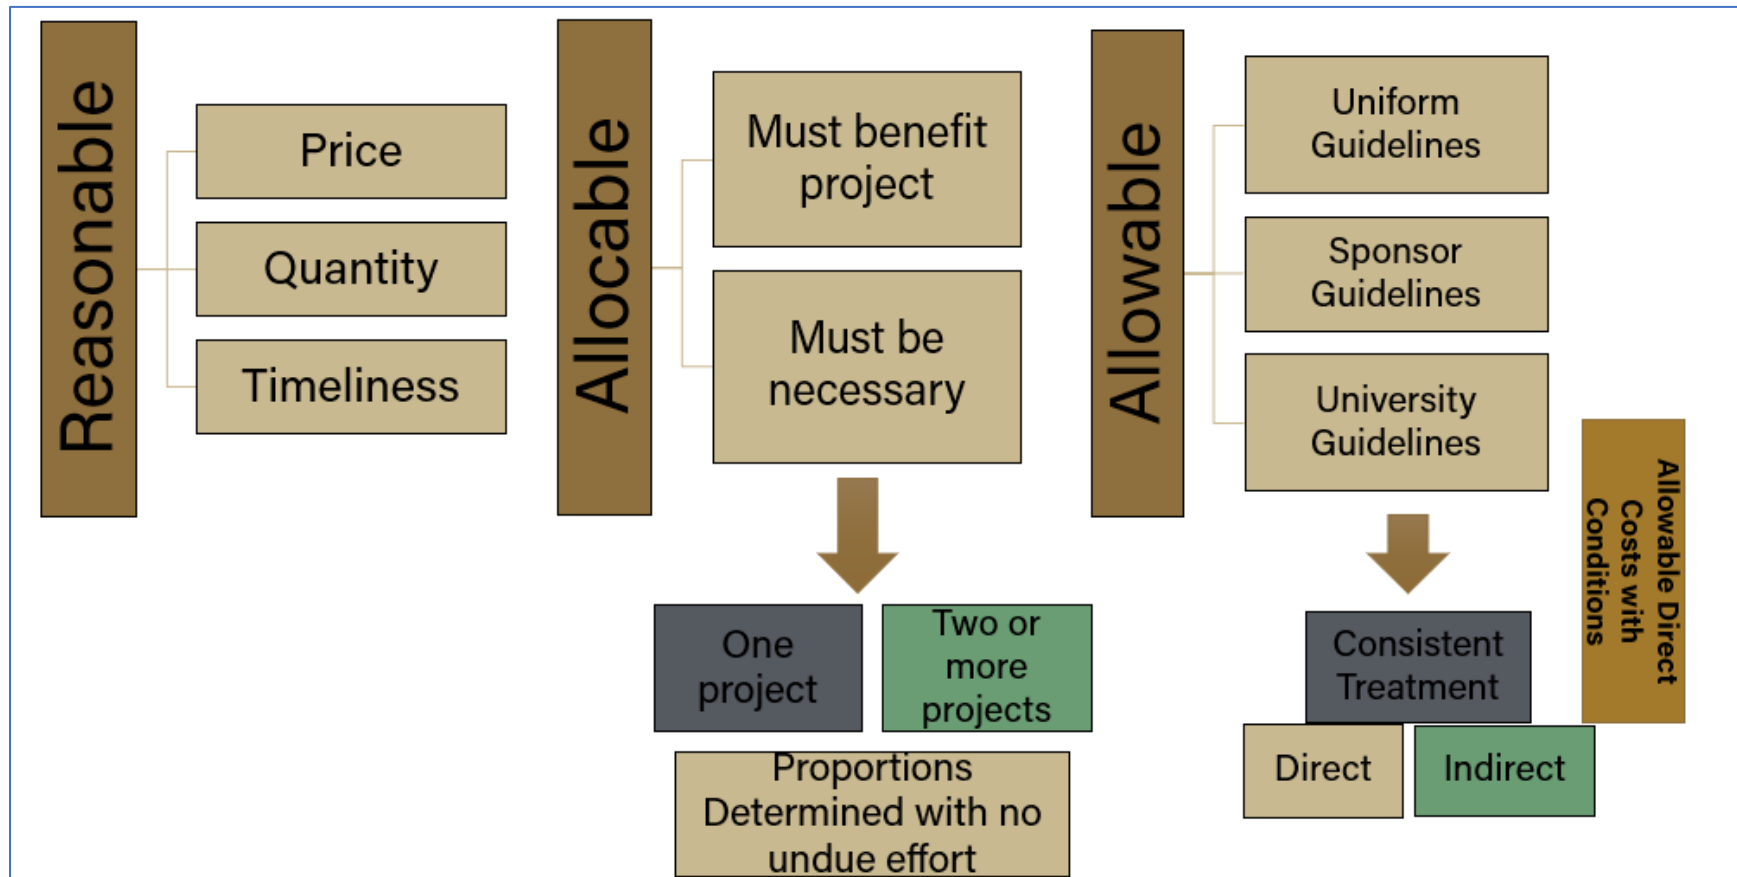 Reasonable
Price
Quantity
Timeliness
Allocable
Must benefit
project
Must be
necessary
One
project
Two or
more
projects
Proportions
Determined with no
undue effort
Allowable
Uniform
Guidelines
Sponsor
Guidelines
University
Guidelines
Consistent
Treatment
Direct
Indirect
Allowable Direct
Costs with
Conditions